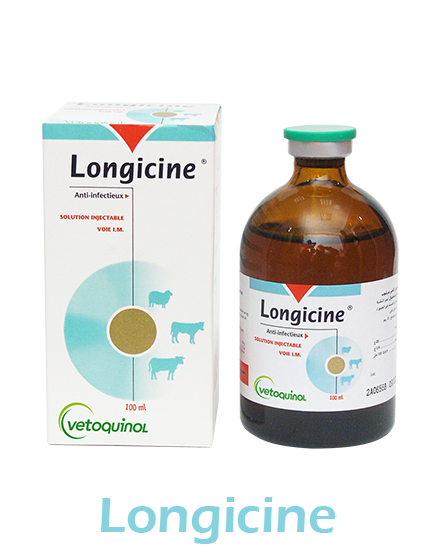 Longicine®
Anti-infectieux
SOLUTION INJECTABLE
VOIE I.M.
100 ml
vetoquinol
Longicine®
Anti-infectieux
SOLUTION INJECTABLE
VOIE I.M.
100 ml
vetoquinol
Longicine